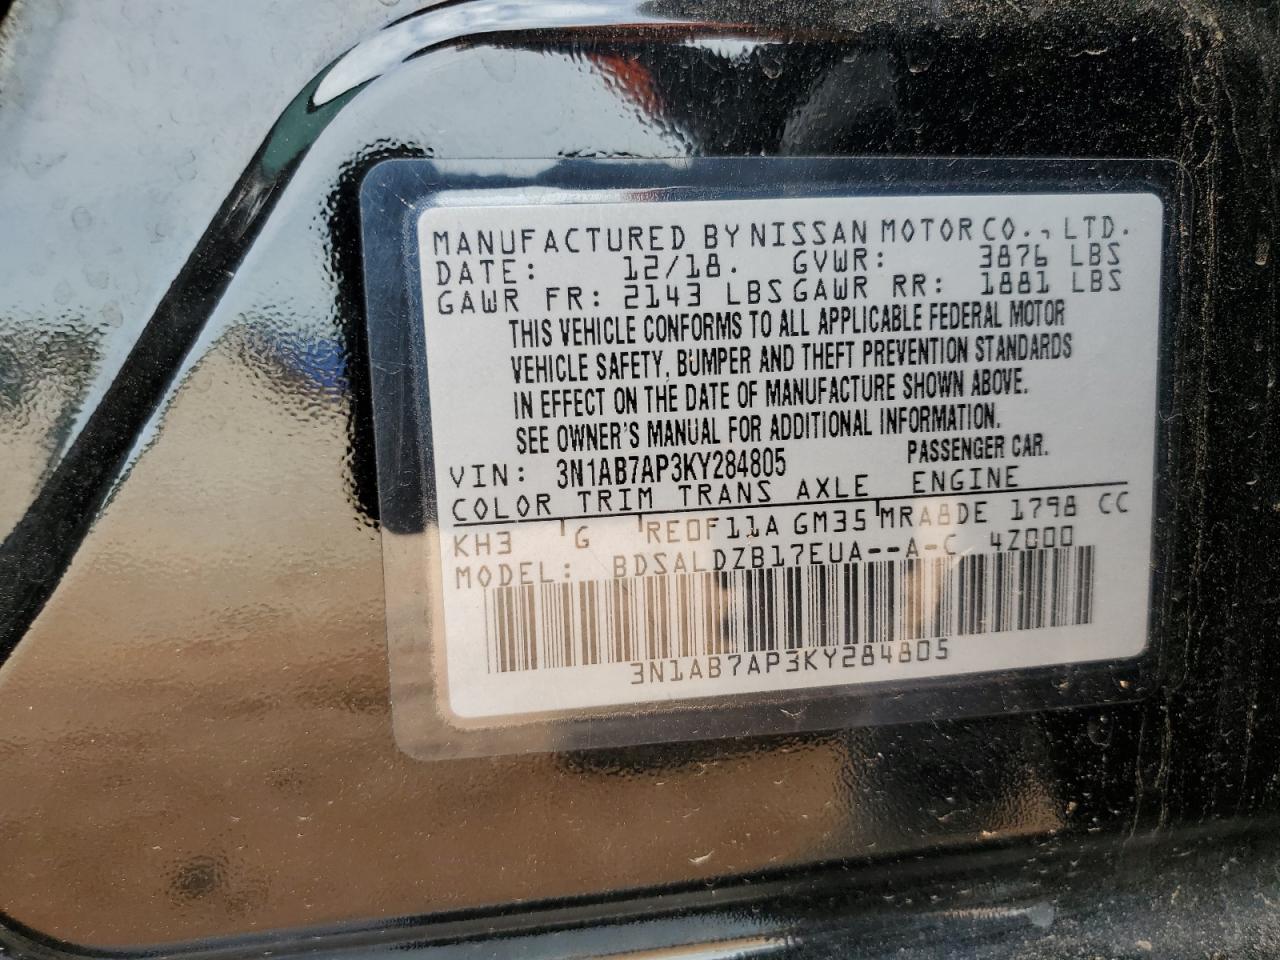 MANUFACTURED BY NISSAN MOTOR CO., LTD.
DATE: 12/18. GVWR: 3876 LBS
GAWR FR: 2143 LBS GAWR RR: 1881 LBS
THIS VEHICLE CONFORMS TO ALL APPLICABLE FEDERAL MOTOR
VEHICLE SAFETY, BUMPER AND THEFT PREVENTION STANDARDS
IN EFFECT ON THE DATE OF MANUFACTURE SHOWN ABOVE.
SEE OWNER'S MANUAL FOR ADDITIONAL INFORMATION.
VIN: 3N1AB7AP3KY284805 PASSENGER CAR.
COLOR TRIM TRANS AXLE ENGINE
KH3 G RE0F11A GM35 MRA8DE 1798 CC
MODEL: BDSALDZB17EUA--A-C 4Z000
3N1AB7AP3KY284805